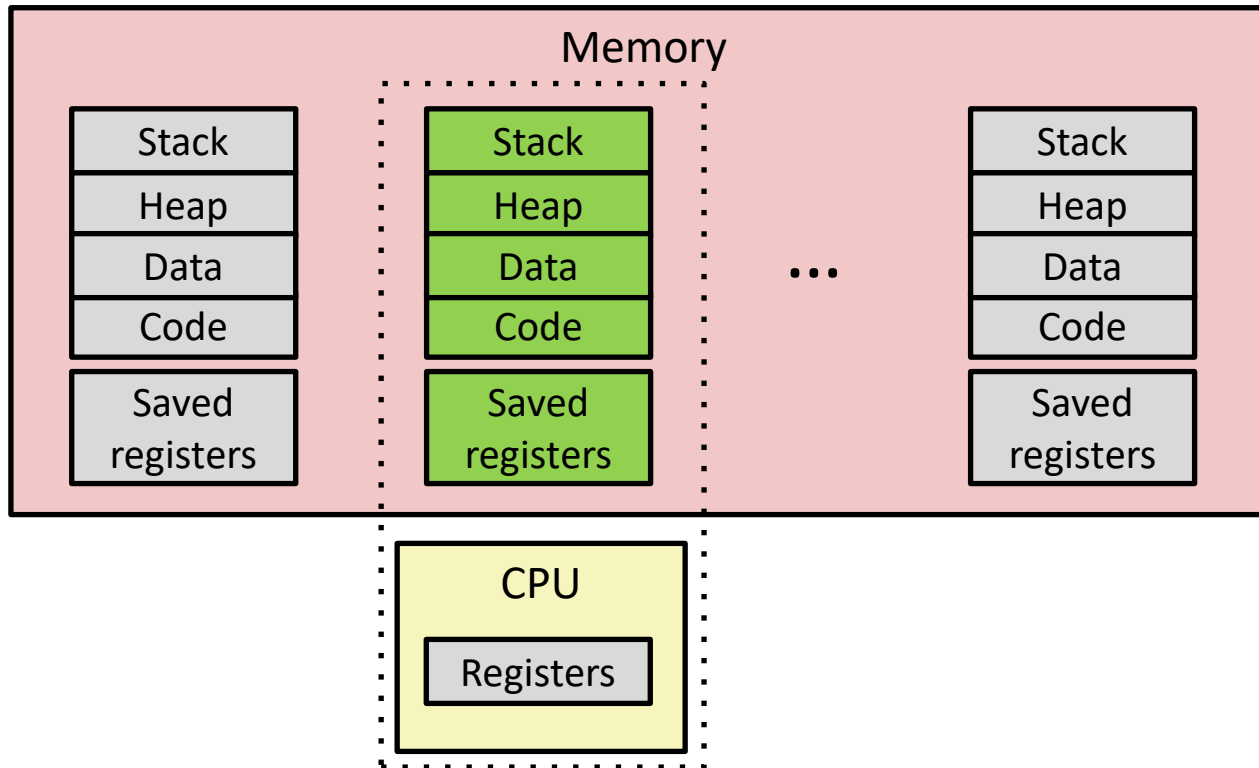 Memory
Stack
Heap
Data
Code
Saved
registers
Stack
Heap
Data
Code
Saved
registers
...
Stack
Heap
Data
Code
Saved
registers
CPU
Registers